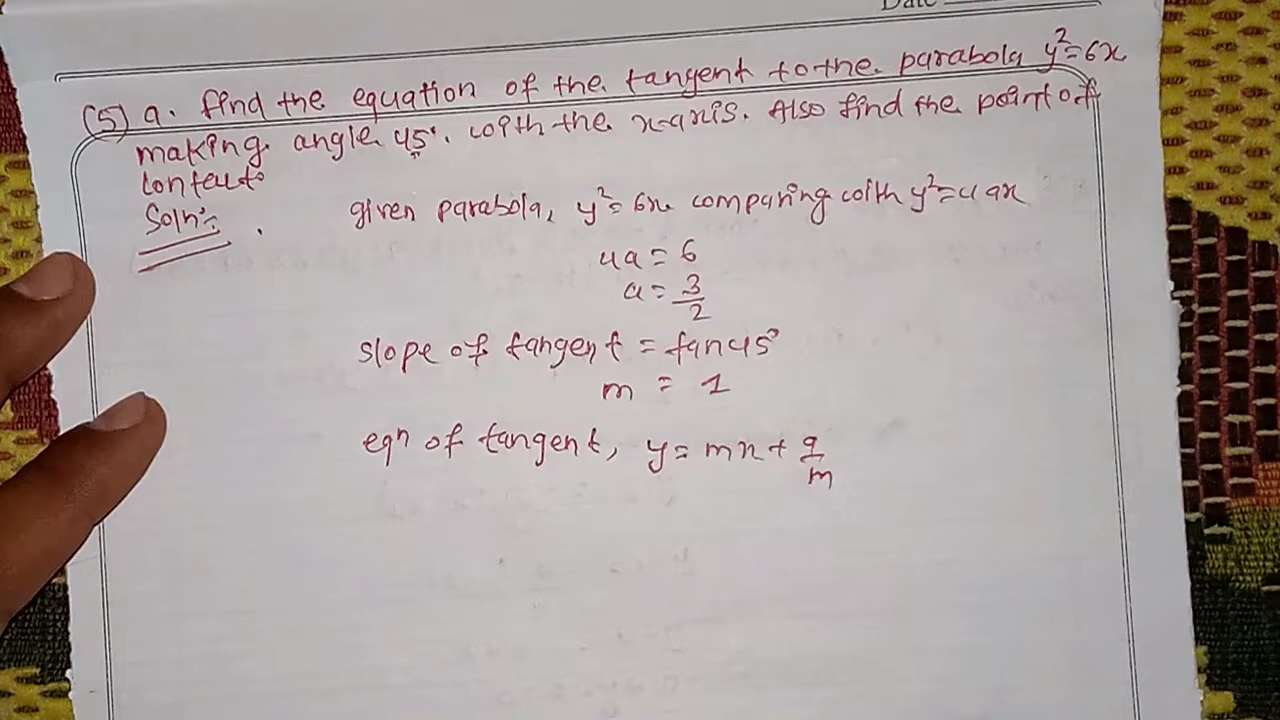 Date
(5) a. find the equation of the tangent to the parabola y²=6x
making angle 45°. with the x-axis. Also find the point of
Contact:
Soln:
given parabola, y²=6x comparing with y²=4ax
4a=6
a=3/2
slope of tangent = tan45°
m = 1
eqn of tangent, y=mx+a/m